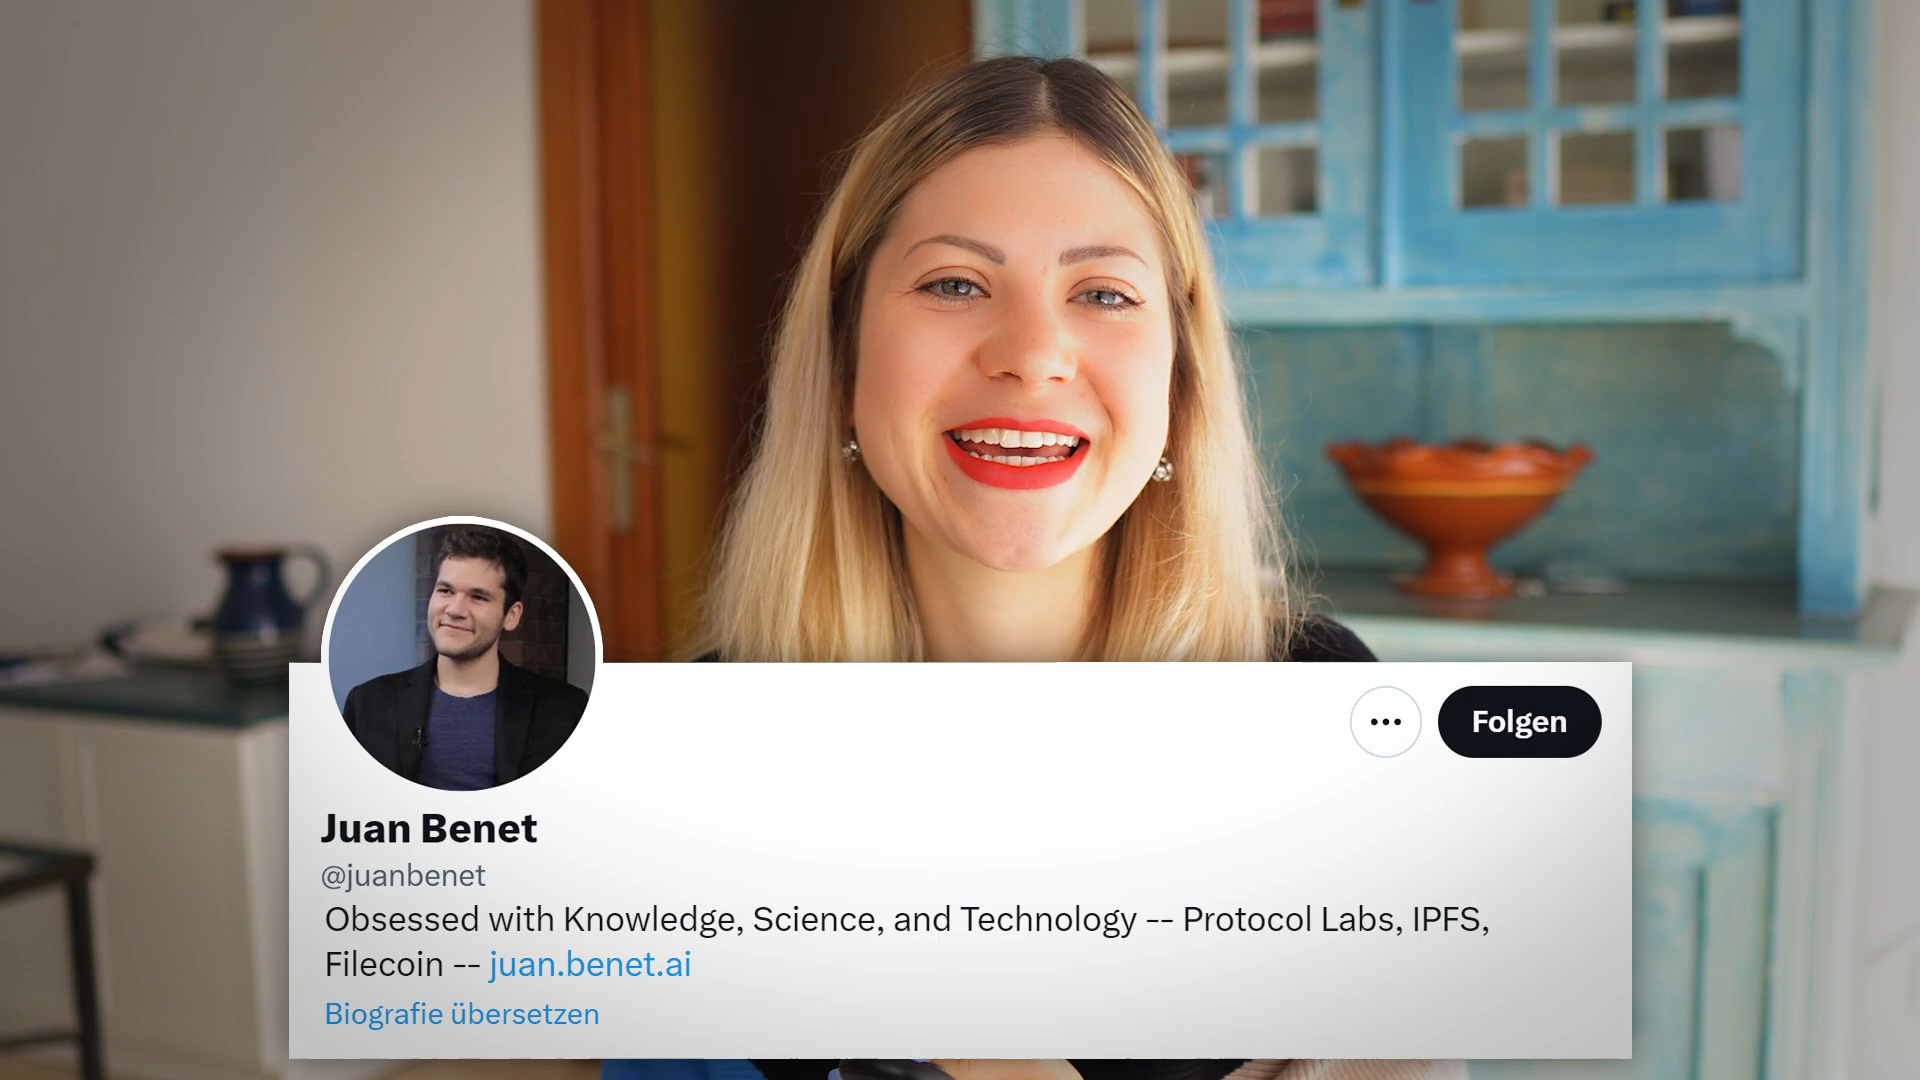 Folgen
Juan Benet
@juanbenet
Obsessed with Knowledge, Science, and Technology -- Protocol Labs, IPFS,
Filecoin -- juan.benet.ai
Biografie übersetzen